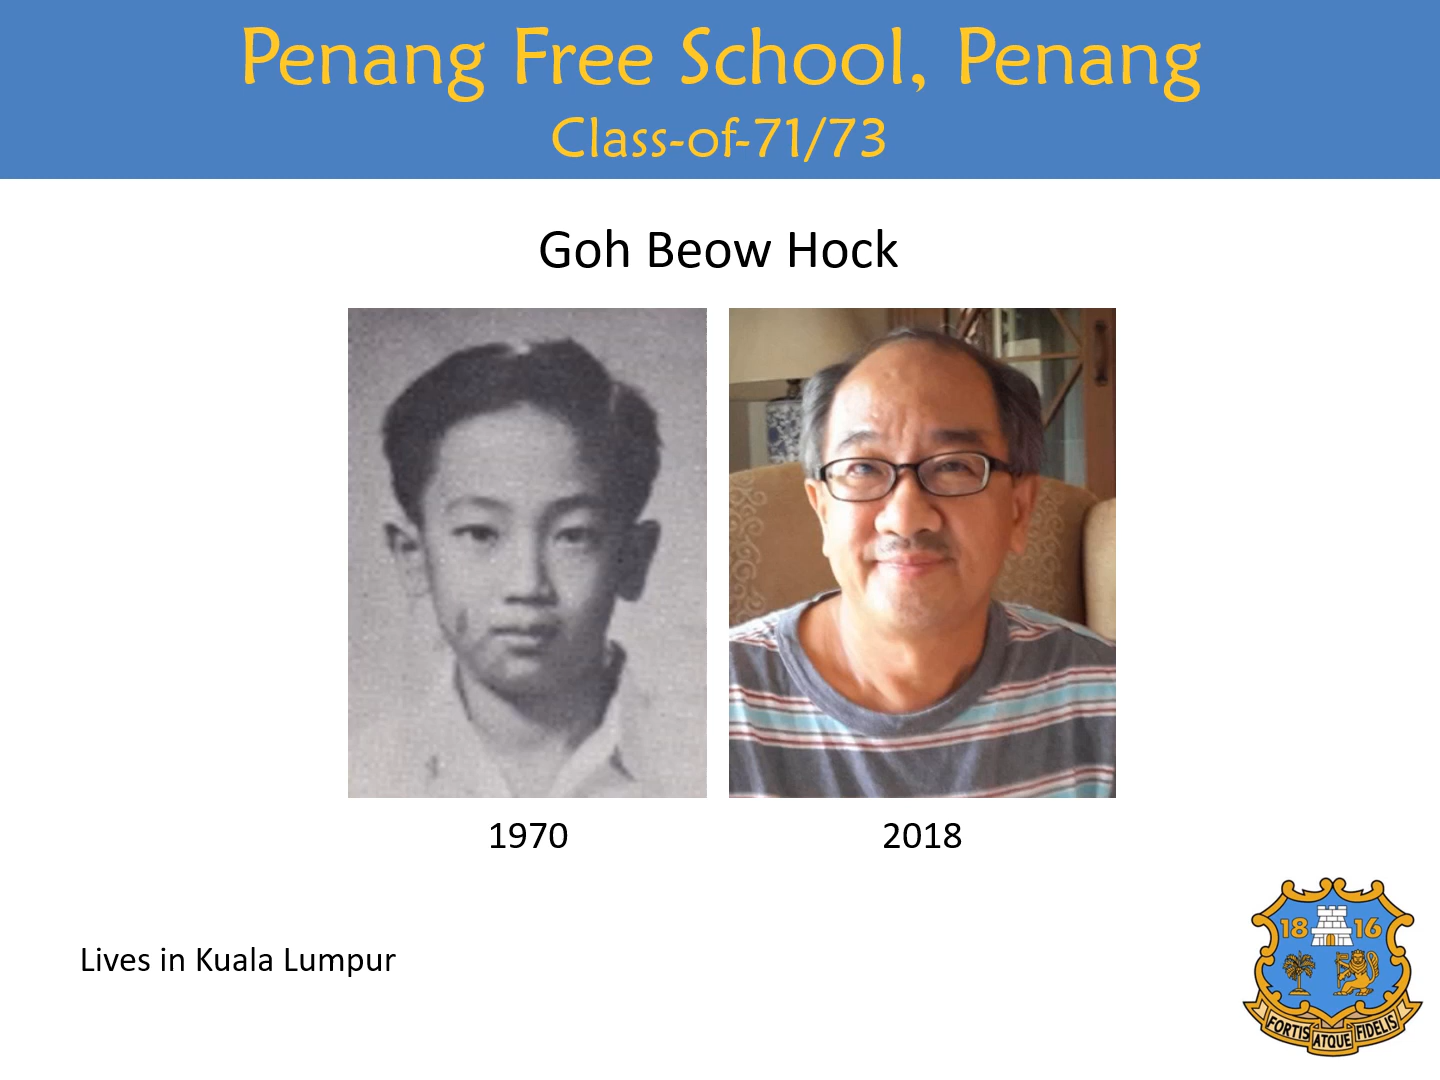 Penang Free School, Penang
Class-of-71/73
Goh Beow Hock
1970
2018
Lives in Kuala Lumpur
18 16
FORTIS ATQUE FIDELIS